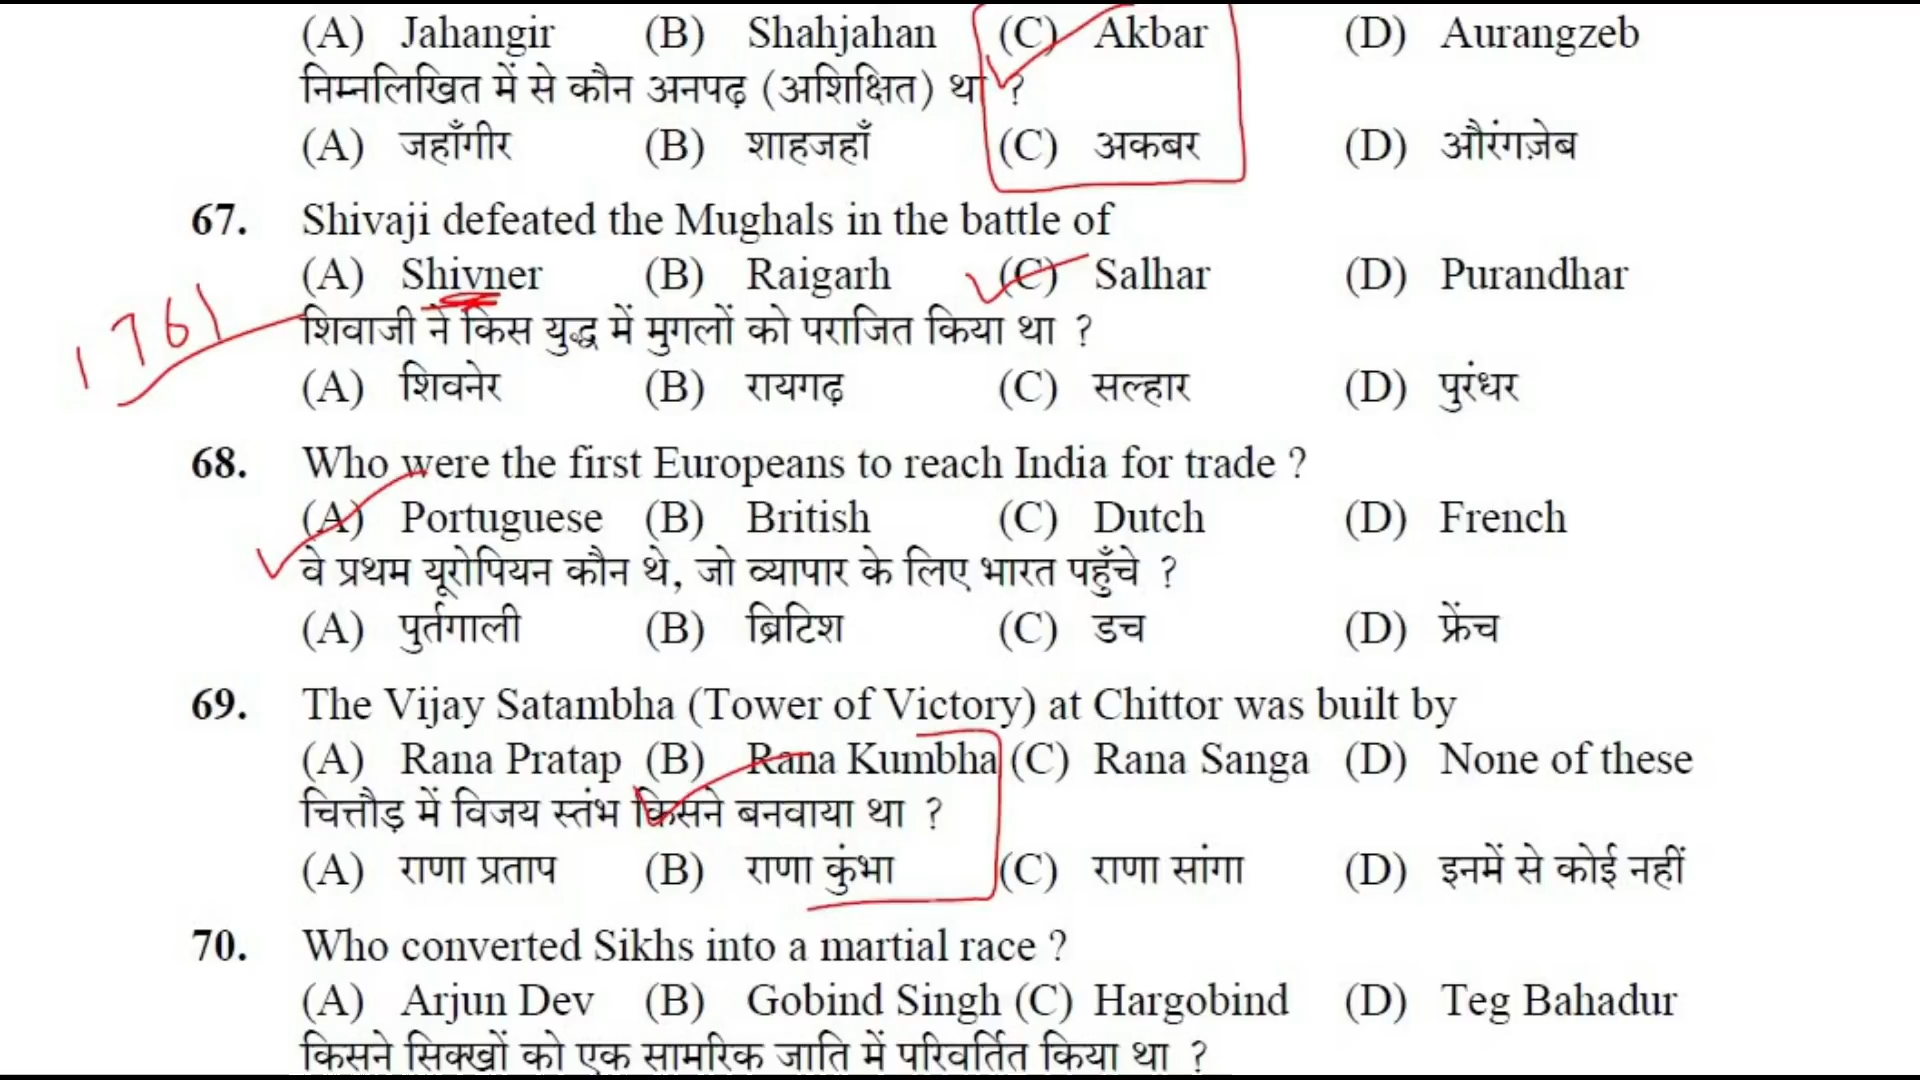 (A) Jahangir (B) Shahjahan (C) Akbar (D) Aurangzeb
निम्नलिखित में से कौन अनपढ़ (अशिक्षित) था ?
(A) जहाँगीर (B) शाहजहाँ (C) अकबर (D) औरंगज़ेब
67. Shivaji defeated the Mughals in the battle of
(A) Shivner (B) Raigarh (C) Salhar (D) Purandhar
1761
शिवाजी ने किस युद्ध में मुगलों को पराजित किया था ?
(A) शिवनेर (B) रायगढ़ (C) सल्हार (D) पुरंधर
68. Who were the first Europeans to reach India for trade ?
(A) Portuguese (B) British (C) Dutch (D) French
वे प्रथम यूरोपियन कौन थे, जो व्यापार के लिए भारत पहुँचे ?
(A) पुर्तगाली (B) ब्रिटिश (C) डच (D) फ्रेंच
69. The Vijay Satambha (Tower of Victory) at Chittor was built by
(A) Rana Pratap (B) Rana Kumbha (C) Rana Sanga (D) None of these
चित्तौड़ में विजय स्तंभ किसने बनवाया था ?
(A) राणा प्रताप (B) राणा कुंभा (C) राणा सांगा (D) इनमें से कोई नहीं
70. Who converted Sikhs into a martial race ?
(A) Arjun Dev (B) Gobind Singh (C) Hargobind (D) Teg Bahadur
किसने सिक्खों को एक सामरिक जाति में परिवर्तित किया था ?